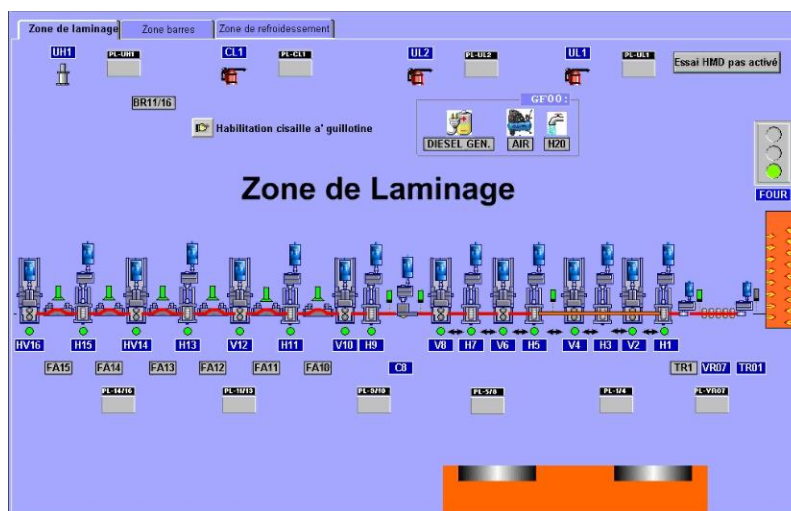 Zone de laminage Zone barres Zone de refroidessement
UH1 PL-UH1 CL1 PL-CL1 UL2 PL-UL2 UL1 PL-UL1 Essai HMD pas activé
BR11/16
GF00:
Habilitation cisaille a' guillotine
DIESEL GEN. AIR H20
Zone de Laminage
FOUR
HV16 H15 HV14 H13 V12 H11 V10 H9 V8 H7 V6 H5 V4 H3 V2 H1
FA15 FA14 FA13 FA12 FA11 FA10 C8 TR1 VR07 TR01
PL-14/16 PL-11/13 PL-9/10 PL-5/8 PL-1/4 PL-VR07